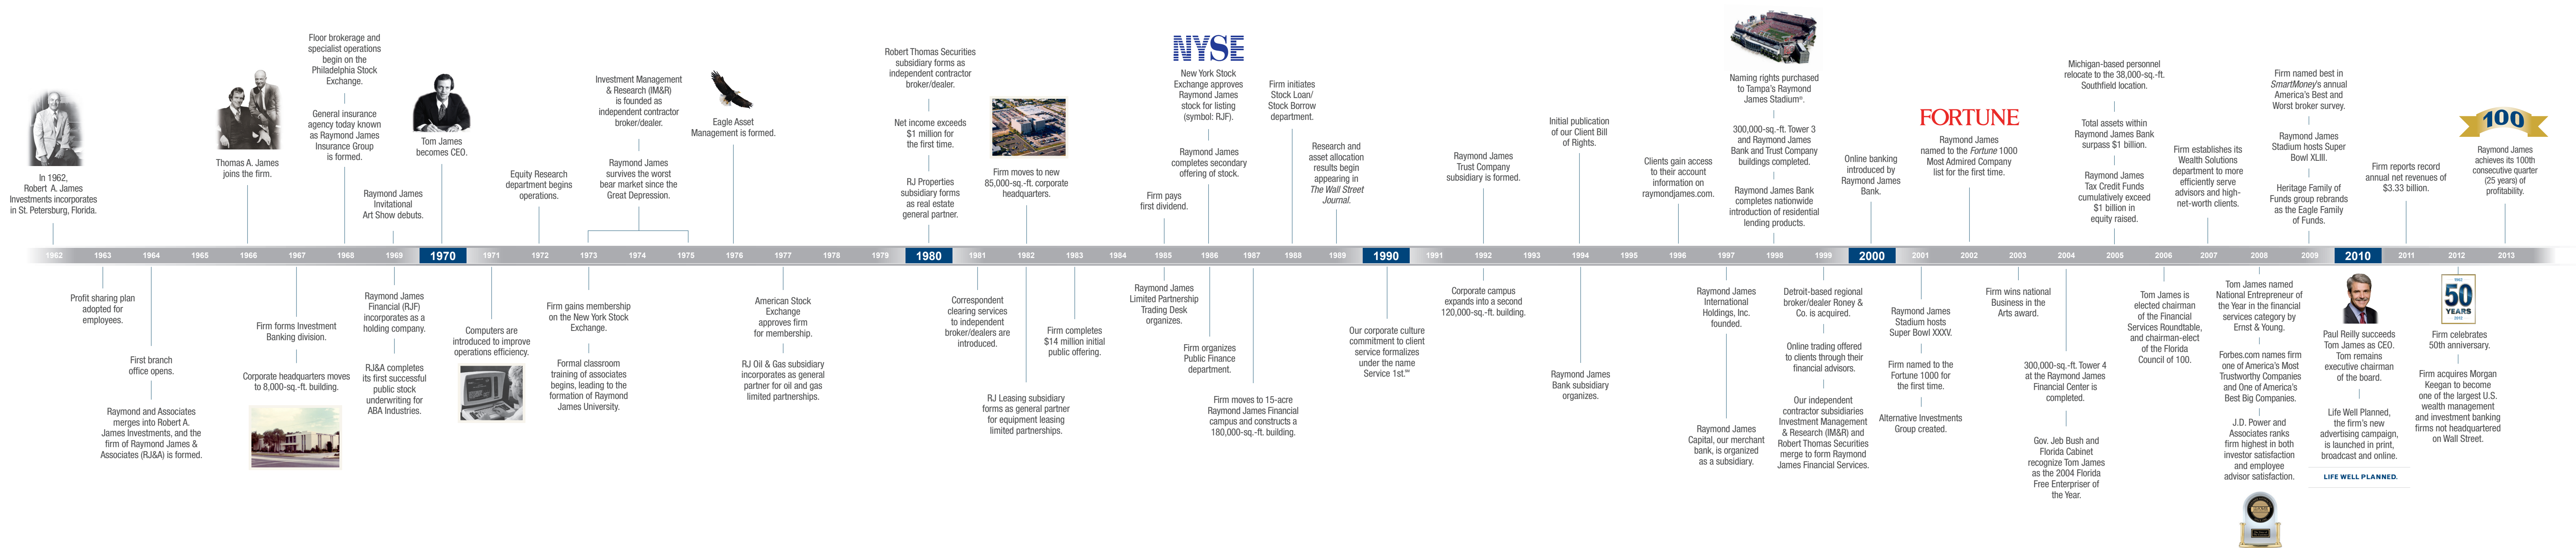 In 1962,
Robert A. James
Investments incorporates
in St. Petersburg, Florida.
Thomas A. James
joins the firm.
Floor brokerage and
specialist operations
begin on the
Philadelphia Stock
Exchange.
General insurance
agency today known
as Raymond James
Insurance Group
is formed.
Raymond James
Invitational
Art Show debuts.
Tom James
becomes CEO.
Equity Research
department begins
operations.
Investment Management
& Research (IM&R)
is founded as
independent contractor
broker/dealer.
Raymond James
survives the worst
bear market since the
Great Depression.
Eagle Asset
Management is formed.
Robert Thomas Securities
subsidiary forms as
independent contractor
broker/dealer.
Net income exceeds
$1 million for
the first time.
RJ Properties
subsidiary forms
as real estate
general partner.
Firm moves to new
85,000-sq.-ft. corporate
headquarters.
Firm pays
first dividend.
NYSE
New York Stock
Exchange approves
Raymond James
stock for listing
(symbol: RJF).
Raymond James
completes secondary
offering of stock.
Firm initiates
Stock Loan/
Stock Borrow
department.
Research and
asset allocation
results begin
appearing in
The Wall Street
Journal.
Raymond James
Trust Company
subsidiary is formed.
Initial publication
of our Client Bill
of Rights.
Clients gain access
to their account
information on
raymondjames.com.
Naming rights purchased
to Tampa's Raymond
James Stadium®.
300,000-sq.-ft. Tower 3
and Raymond James
Bank and Trust Company
buildings completed.
Raymond James Bank
completes nationwide
introduction of residential
lending products.
Online banking
introduced by
Raymond James
Bank.
FORTUNE
Raymond James
named to the Fortune 1000
Most Admired Company
list for the first time.
Michigan-based personnel
relocate to the 38,000-sq.-ft.
Southfield location.
Total assets within
Raymond James Bank
surpass $1 billion.
Raymond James
Tax Credit Funds
cumulatively exceed
$1 billion in
equity raised.
Firm establishes its
Wealth Solutions
department to more
efficiently serve
advisors and high-
net-worth clients.
Firm named best in
SmartMoney's annual
America's Best and
Worst broker survey.
Raymond James
Stadium hosts Super
Bowl XLIII.
Heritage Family of
Funds group rebrands
as the Eagle Family
of Funds.
Firm reports record
annual net revenues of
$3.33 billion.
100
Raymond James
achieves its 100th
consecutive quarter
(25 years) of
profitability.
1962 1963 1964 1965 1966 1967 1968 1969 1970 1971 1972 1973 1974 1975 1976 1977 1978 1979 1980 1981 1982 1983 1984 1985 1986 1987 1988 1989 1990 1991 1992 1993 1994 1995 1996 1997 1998 1999 2000 2001 2002 2003 2004 2005 2006 2007 2008 2009 2010 2011 2012 2013
Profit sharing plan
adopted for
employees.
First branch
office opens.
Raymond and Associates
merges into Robert A.
James Investments, and the
firm of Raymond James &
Associates (RJ&A) is formed.
Firm forms Investment
Banking division.
Corporate headquarters moves
to 8,000-sq.-ft. building.
Raymond James
Financial (RJF)
incorporates as a
holding company.
RJ&A completes
its first successful
public stock
underwriting for
ABA Industries.
Computers are
introduced to improve
operations efficiency.
Firm gains membership
on the New York Stock
Exchange.
Formal classroom
training of associates
begins, leading to the
formation of Raymond
James University.
American Stock
Exchange
approves firm
for membership.
RJ Oil & Gas subsidiary
incorporates as general
partner for oil and gas
limited partnerships.
Correspondent
clearing services
to independent
broker/dealers are
introduced.
RJ Leasing subsidiary
forms as general partner
for equipment leasing
limited partnerships.
Firm completes
$14 million initial
public offering.
Raymond James
Limited Partnership
Trading Desk
organizes.
Firm organizes
Public Finance
department.
Firm moves to 15-acre
Raymond James Financial
campus and constructs a
180,000-sq.-ft. building.
Our corporate culture
commitment to client
service formalizes
under the name
Service 1st.℠
Corporate campus
expands into a second
120,000-sq.-ft. building.
Raymond James
Bank subsidiary
organizes.
Raymond James
International
Holdings, Inc.
founded.
Raymond James
Capital, our merchant
bank, is organized
as a subsidiary.
Detroit-based regional
broker/dealer Roney &
Co. is acquired.
Online trading offered
to clients through their
financial advisors.
Our independent
contractor subsidiaries
Investment Management
& Research (IM&R) and
Robert Thomas Securities
merge to form Raymond
James Financial Services.
Raymond James
Stadium hosts
Super Bowl XXXV.
Firm named to the
Fortune 1000 for
the first time.
Alternative Investments
Group created.
Firm wins national
Business in the
Arts award.
300,000-sq.-ft. Tower 4
at the Raymond James
Financial Center is
completed.
Gov. Jeb Bush and
Florida Cabinet
recognize Tom James
as the 2004 Florida
Free Enterpriser of
the Year.
Tom James is
elected chairman
of the Financial
Services Roundtable,
and chairman-elect
of the Florida
Council of 100.
Tom James named
National Entrepreneur of
the Year in the financial
services category by
Ernst & Young.
Forbes.com names firm
one of America's Most
Trustworthy Companies
and One of America's
Best Big Companies.
J.D. Power and
Associates ranks
firm highest in both
investor satisfaction
and employee
advisor satisfaction.
Paul Reilly succeeds
Tom James as CEO.
Tom remains
executive chairman
of the board.
Life Well Planned,
the firm's new
advertising campaign,
is launched in print,
broadcast and online.
LIFE WELL PLANNED.
1962
50
YEARS
2012
Firm celebrates
50th anniversary.
Firm acquires Morgan
Keegan to become
one of the largest U.S.
wealth management
and investment banking
firms not headquartered
on Wall Street.